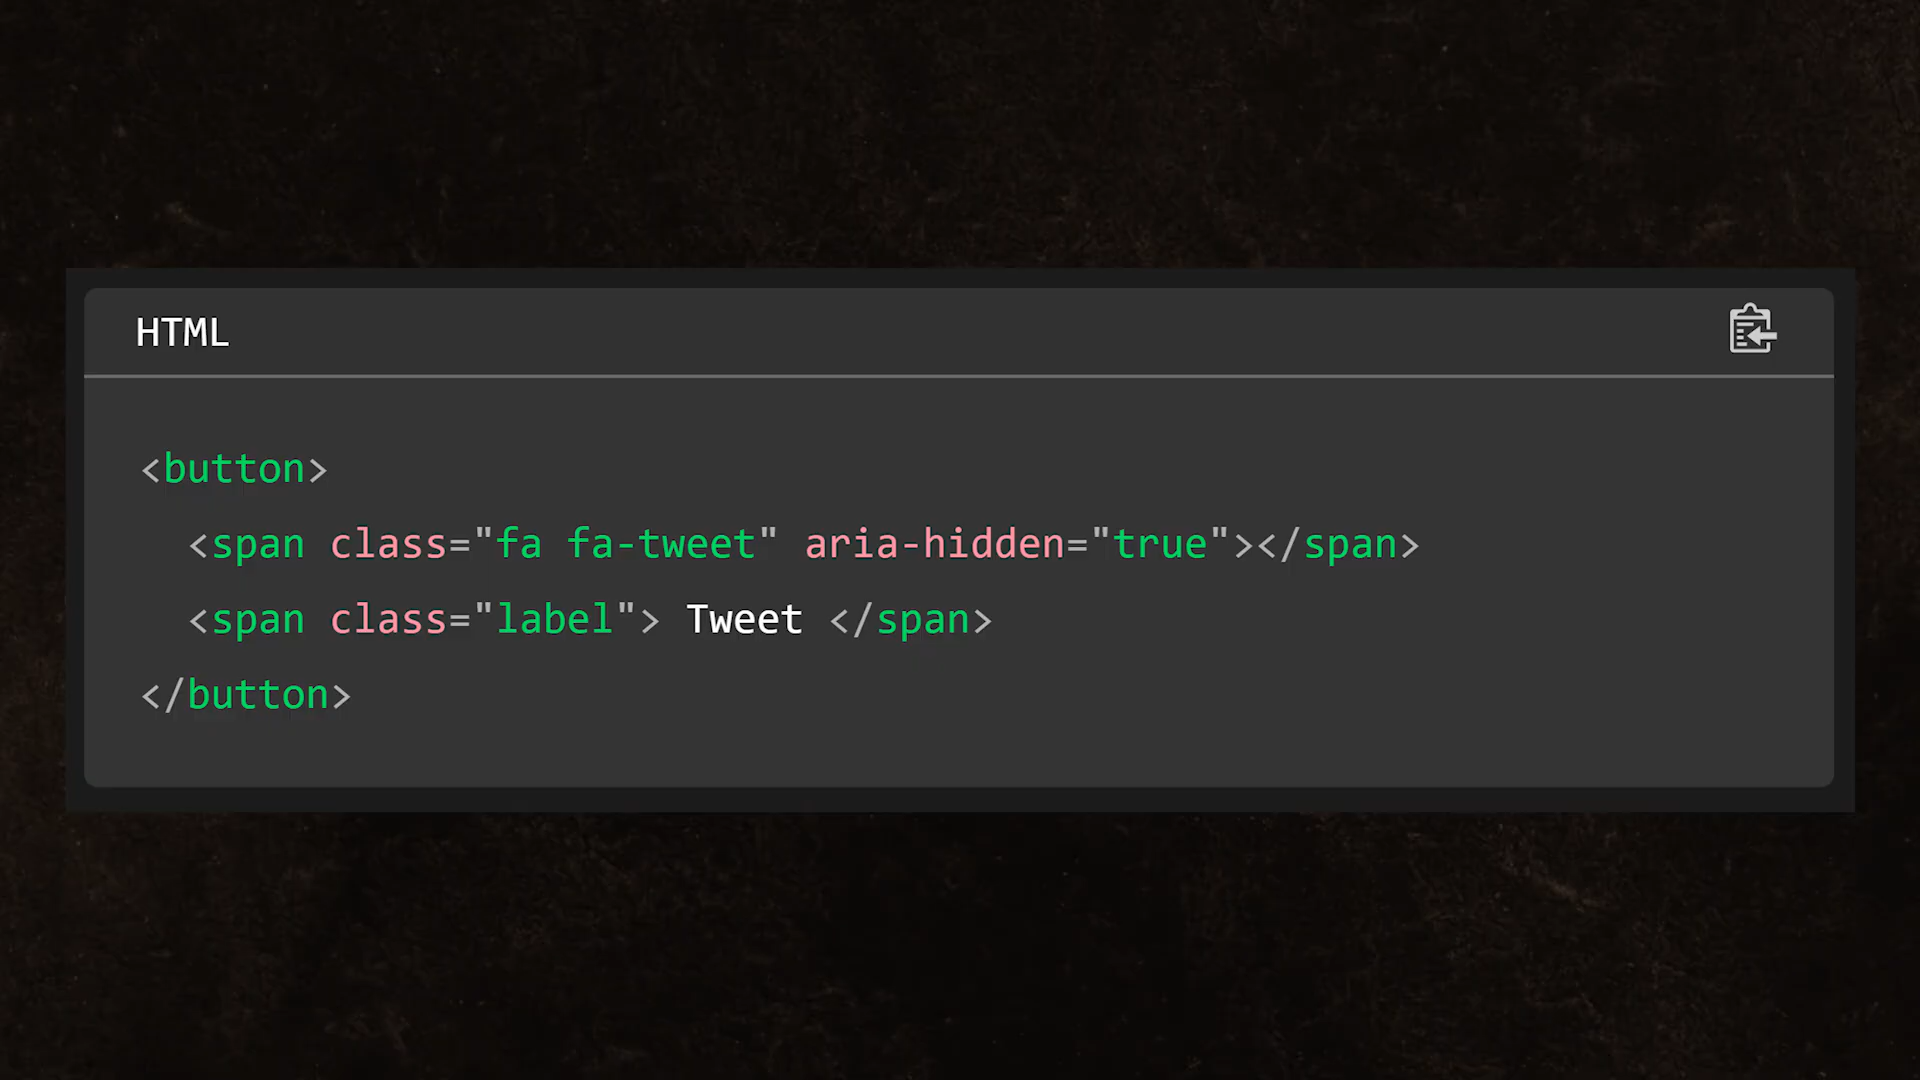 HTML
<button>
<span class="fa fa-tweet" aria-hidden="true"></span>
<span class="label"> Tweet </span>
</button>